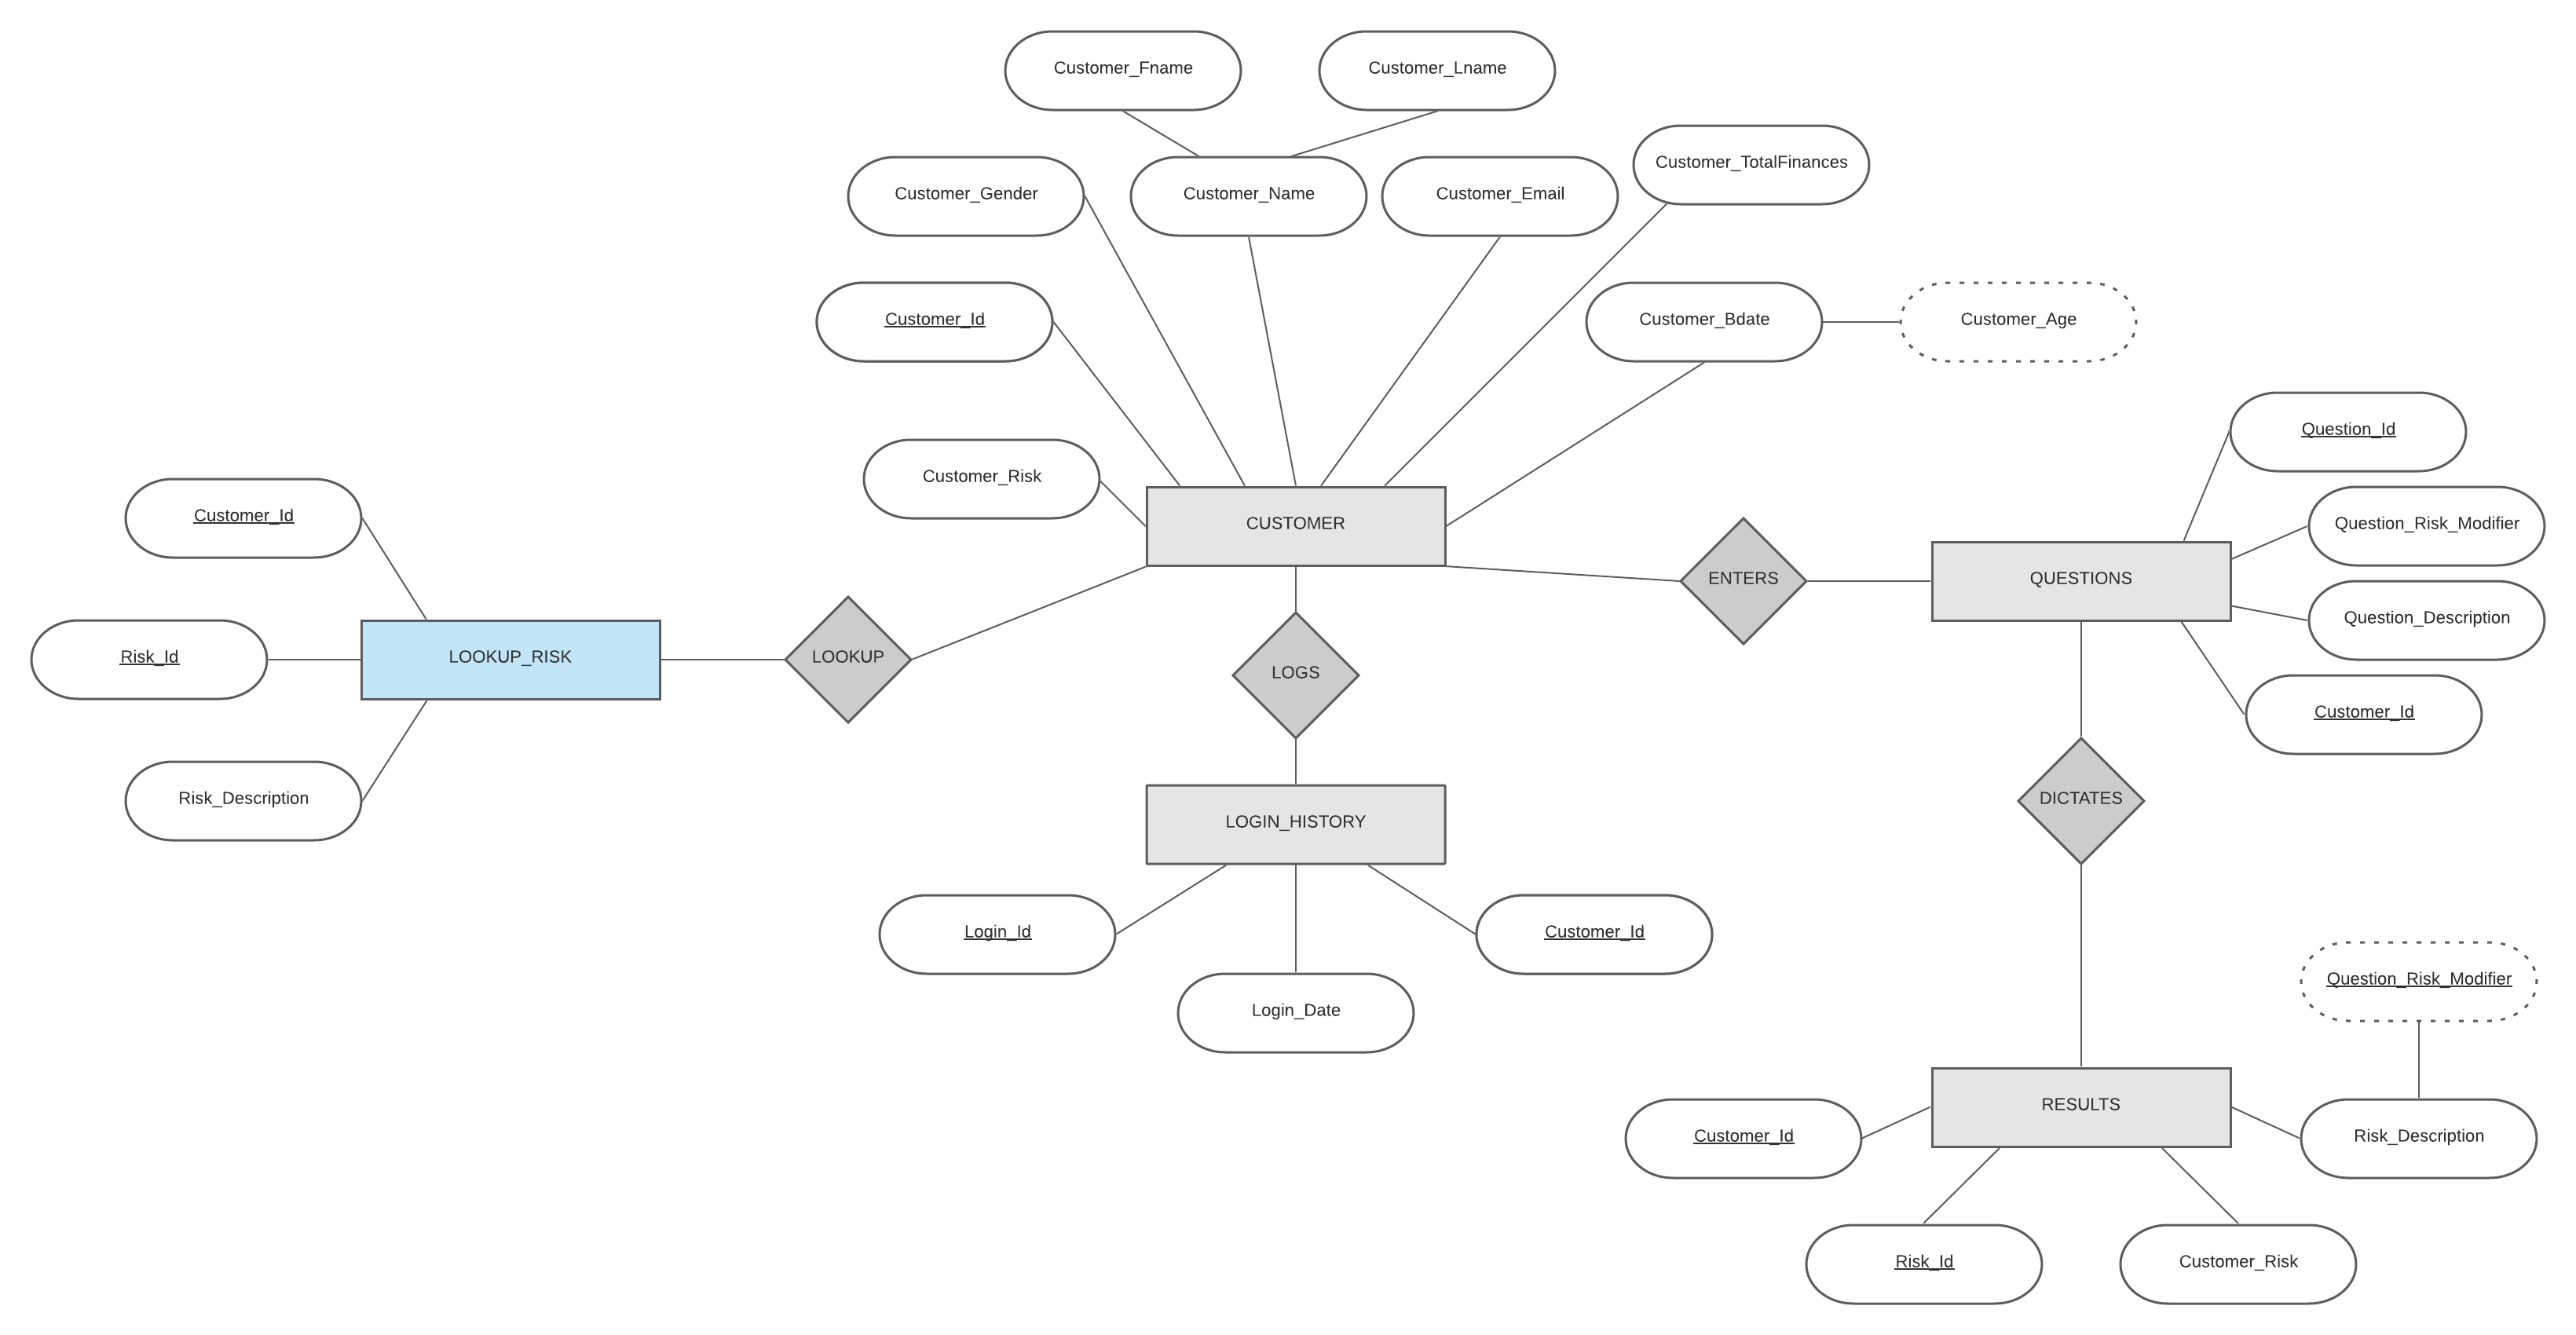 Customer_Fname
Customer_Lname
Customer_TotalFinances
Customer_Gender
Customer_Name
Customer_Email
Customer_Id
Customer_Bdate
Customer_Age
Question_Id
Customer_Risk
Customer_Id
CUSTOMER
Question_Risk_Modifier
ENTERS
QUESTIONS
Question_Description
Risk_Id
LOOKUP_RISK
LOOKUP
LOGS
Customer_Id
Risk_Description
LOGIN_HISTORY
DICTATES
Login_Id
Customer_Id
Login_Date
Question_Risk_Modifier
RESULTS
Customer_Id
Risk_Description
Risk_Id
Customer_Risk